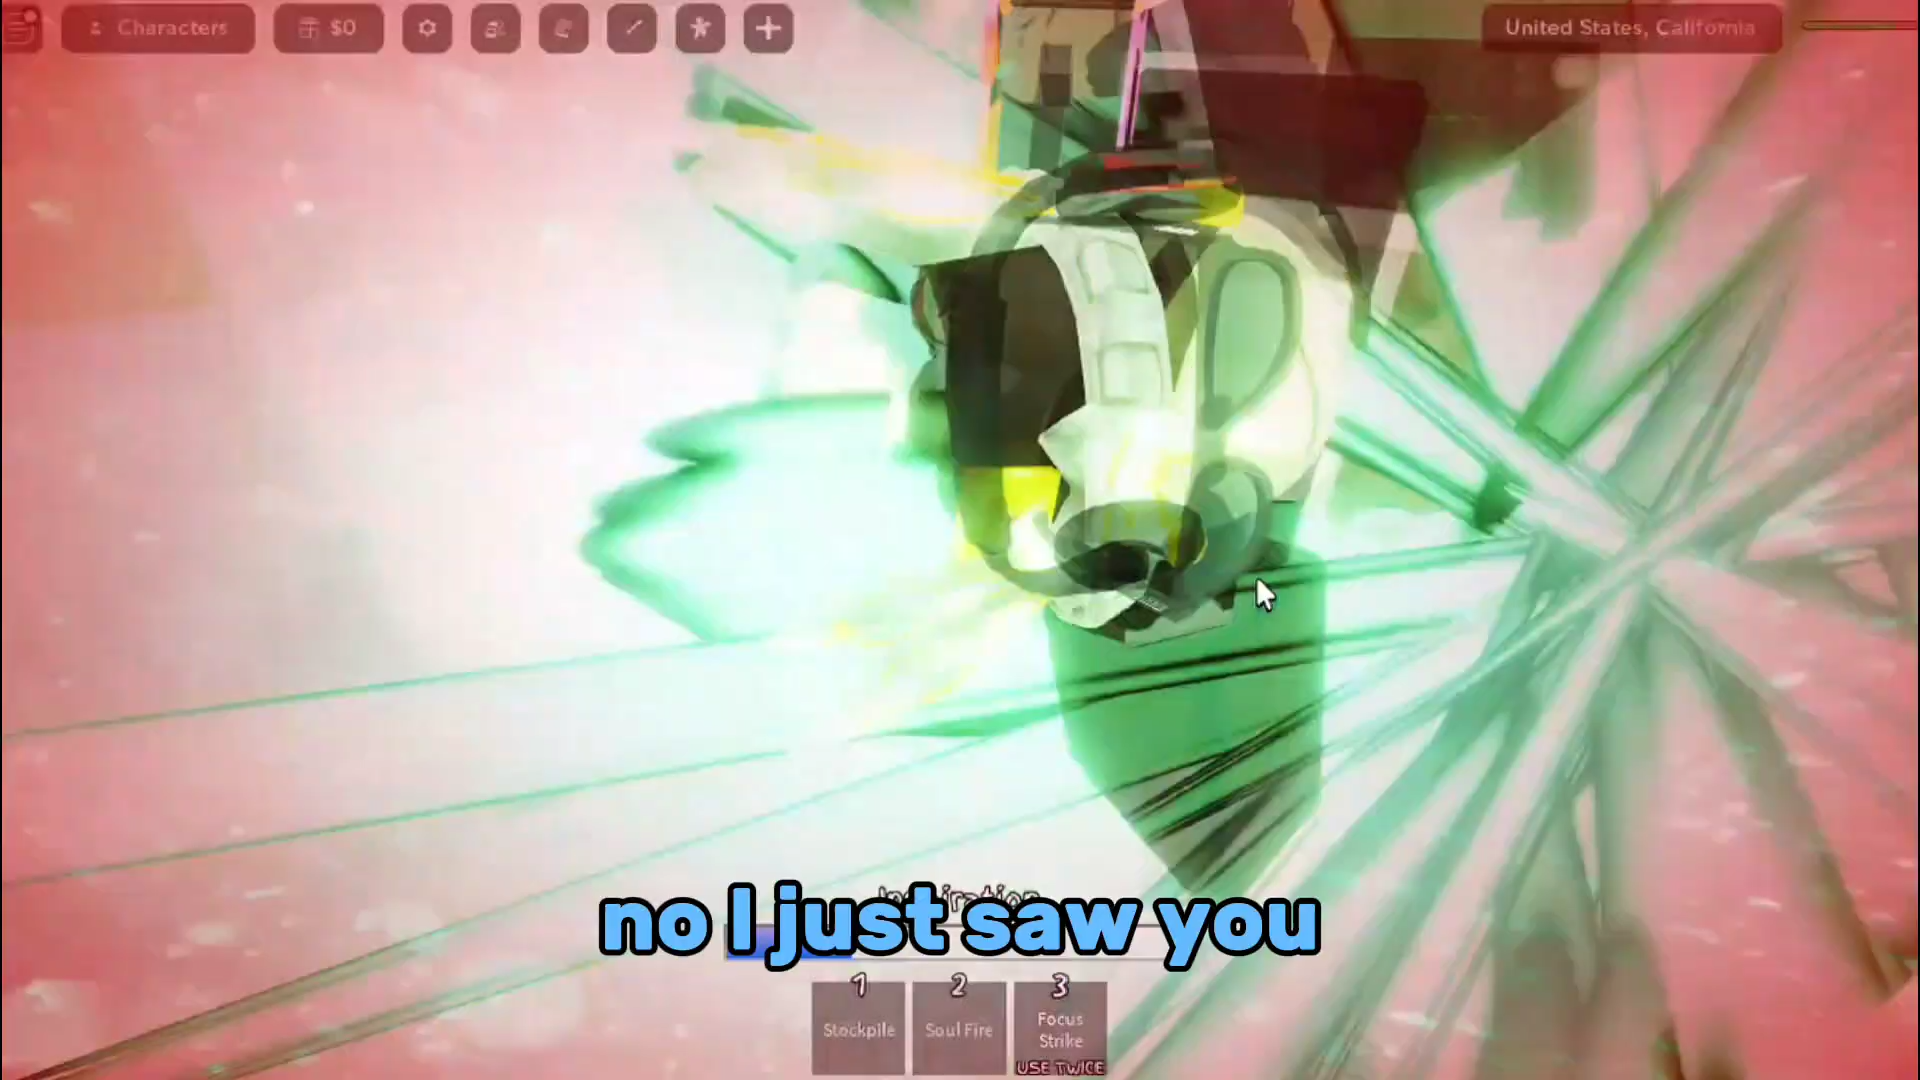 Characters
$0
United States, California
no I just saw you
1
2
3
Stockpile
Soul Fire
Focus
Strike
USE TWICE